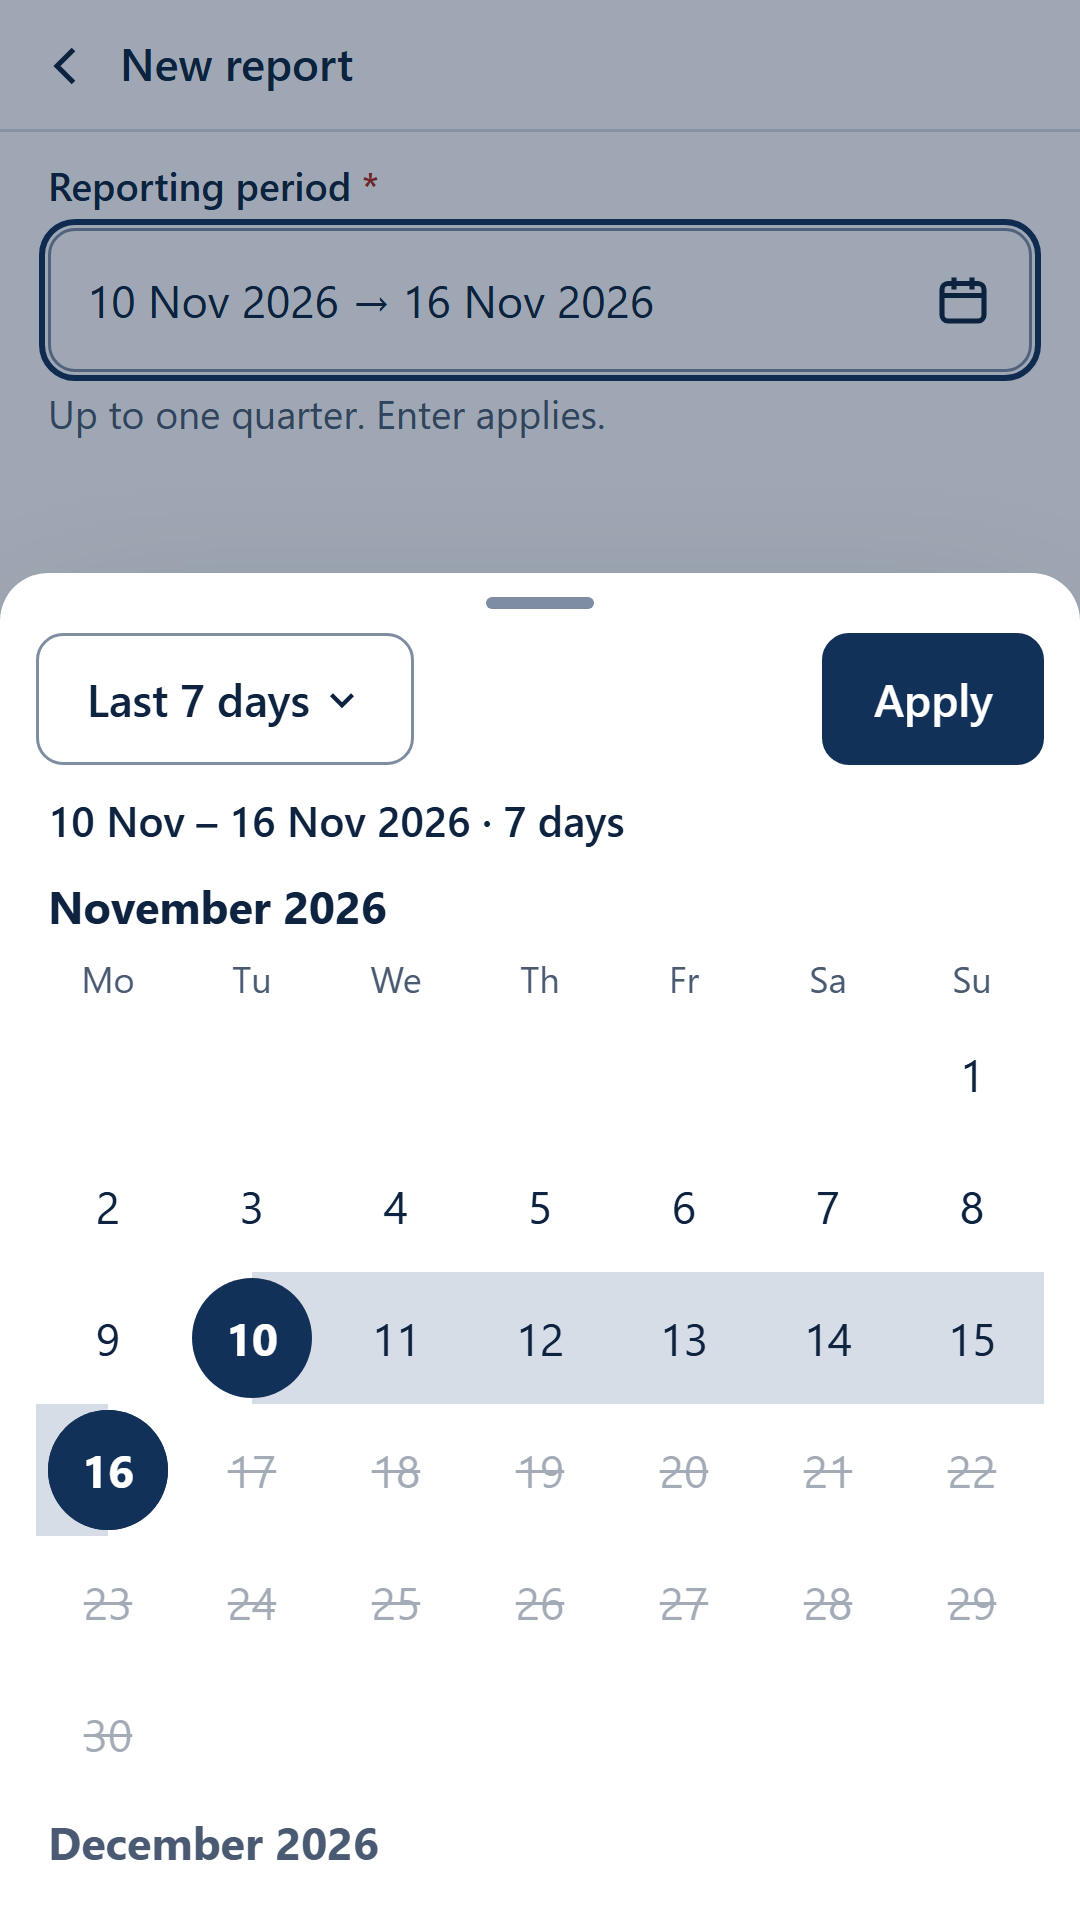 New report
Reporting period *
10 Nov 2026 → 16 Nov 2026
Up to one quarter. Enter applies.
Last 7 days
Apply
10 Nov – 16 Nov 2026 · 7 days
November 2026
Mo Tu We Th Fr Sa Su
1
2 3 4 5 6 7 8
9 10 11 12 13 14 15
16 17 18 19 20 21 22
23 24 25 26 27 28 29
30
December 2026